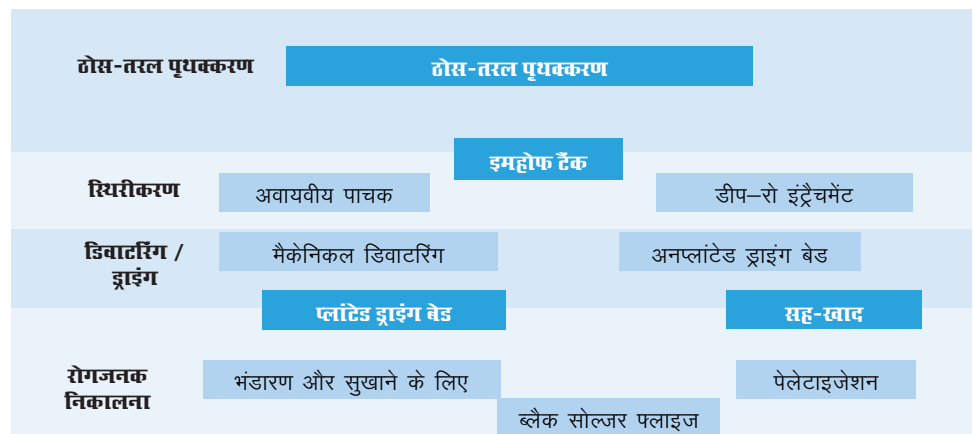 ठोस-तरल पृथक्करण
ठोस-तरल पृथक्करण
इमहोफ टैंक
स्थिरीकरण
अवायवीय पाचक
डीप–रो इंट्रैचमेंट
डिवाटरिंग /
ड्राइंग
मैकेनिकल डिवाटरिंग
अनप्लांटेड ड्राइंग बेड
प्लांटेड ड्राइंग बेड
सह-खाद
रोगजनक
निकालना
भंडारण और सुखाने के लिए
पेलेटाइजेशन
ब्लैक सोल्जर फ्लाइज